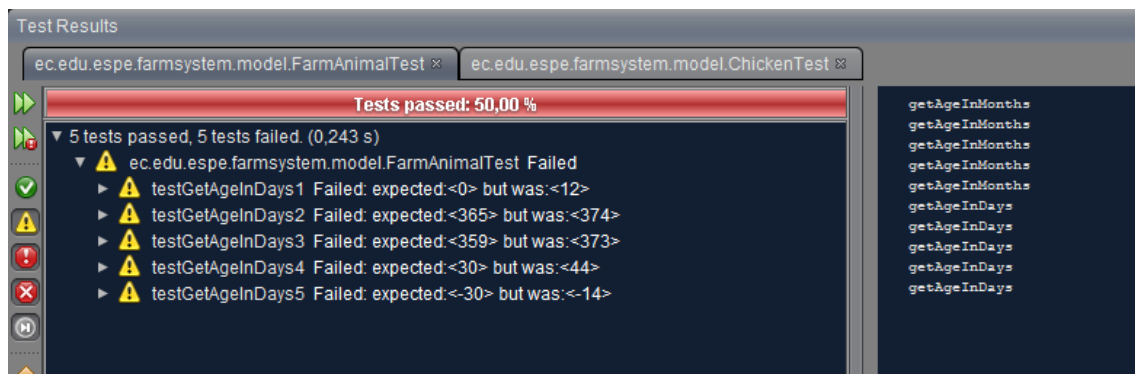 Test Results
ec.edu.espe.farmsystem.model.FarmAnimalTest
ec.edu.espe.farmsystem.model.ChickenTest
Tests passed: 50,00 %
5 tests passed, 5 tests failed. (0,243 s)
ec.edu.espe.farmsystem.model.FarmAnimalTest Failed
testGetAgeInDays1 Failed: expected:<0> but was:<12>
testGetAgeInDays2 Failed: expected:<365> but was:<374>
testGetAgeInDays3 Failed: expected:<359> but was:<373>
testGetAgeInDays4 Failed: expected:<30> but was:<44>
testGetAgeInDays5 Failed: expected:<-30> but was:<-14>
getAgeInMonths
getAgeInMonths
getAgeInMonths
getAgeInMonths
getAgeInMonths
getAgeInDays
getAgeInDays
getAgeInDays
getAgeInDays
getAgeInDays